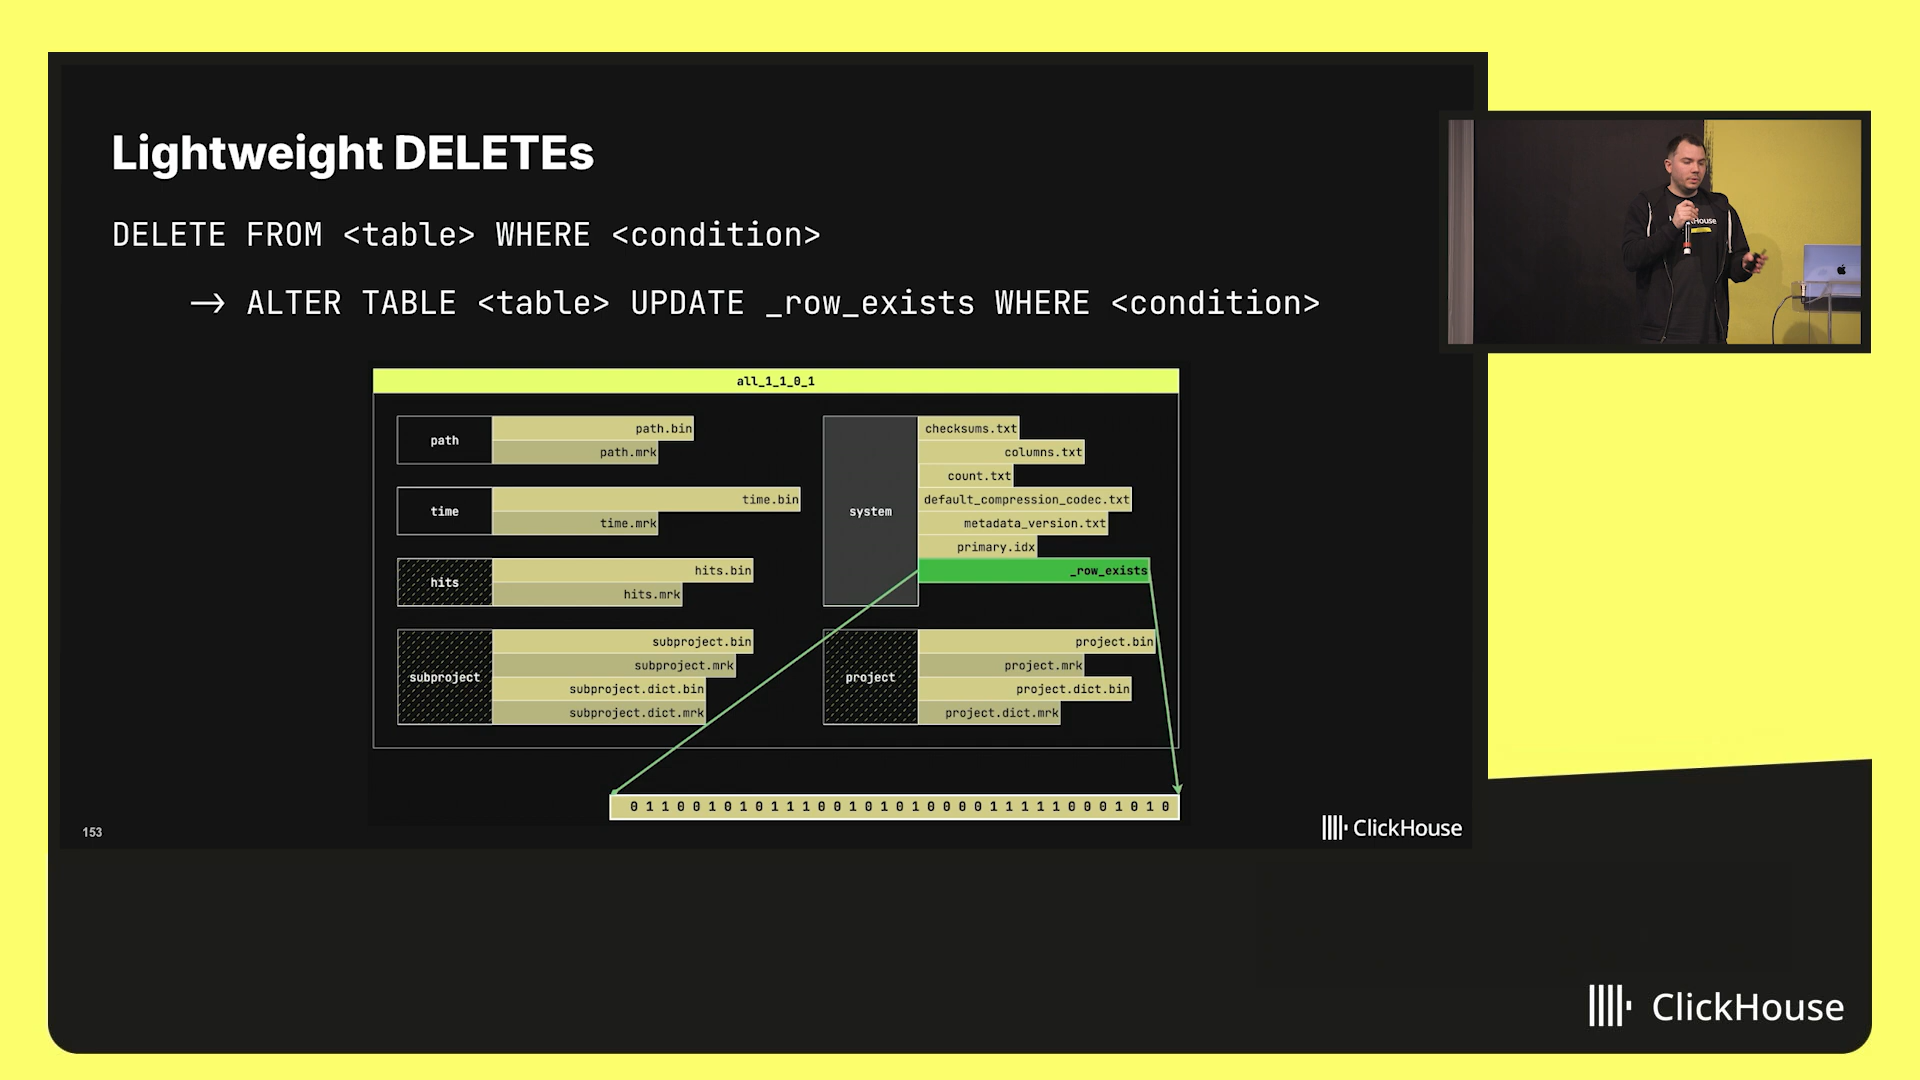 Lightweight DELETEs
DELETE FROM <table> WHERE <condition>
→ ALTER TABLE <table> UPDATE _row_exists WHERE <condition>
all_1_1_0_1
path
path.bin
path.mrk
time
time.bin
time.mrk
hits
hits.bin
hits.mrk
subproject
subproject.bin
subproject.mrk
subproject.dict.bin
subproject.dict.mrk
system
checksums.txt
columns.txt
count.txt
default_compression_codec.txt
metadata_version.txt
primary.idx
_row_exists
project
project.bin
project.mrk
project.dict.bin
project.dict.mrk
0 1 1 0 0 1 0 1 0 1 1 1 0 0 1 0 1 0 1 0 0 0 0 1 1 1 1 1 0 0 0 1 0 1 0
153
ClickHouse
ClickHouse